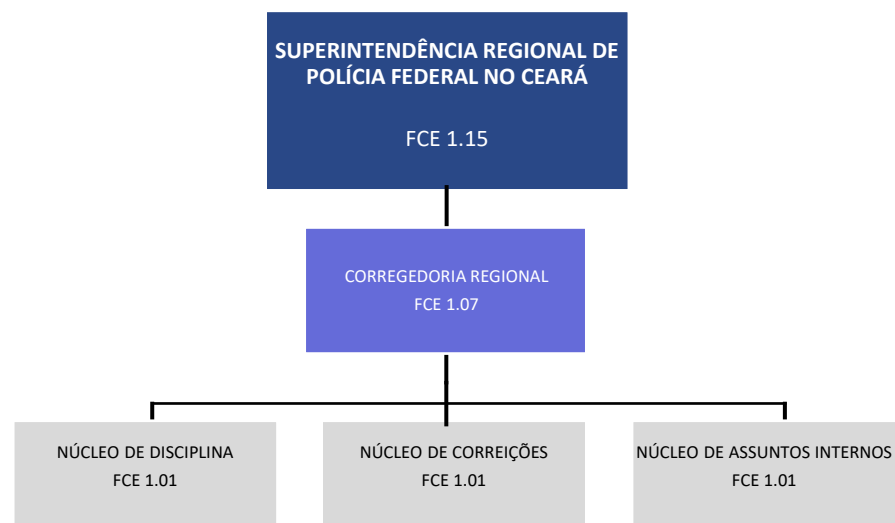 SUPERINTENDÊNCIA REGIONAL DE
POLÍCIA FEDERAL NO CEARÁ
FCE 1.15
CORREGEDORIA REGIONAL
FCE 1.07
NÚCLEO DE DISCIPLINA
FCE 1.01
NÚCLEO DE CORREIÇÕES
FCE 1.01
NÚCLEO DE ASSUNTOS INTERNOS
FCE 1.01